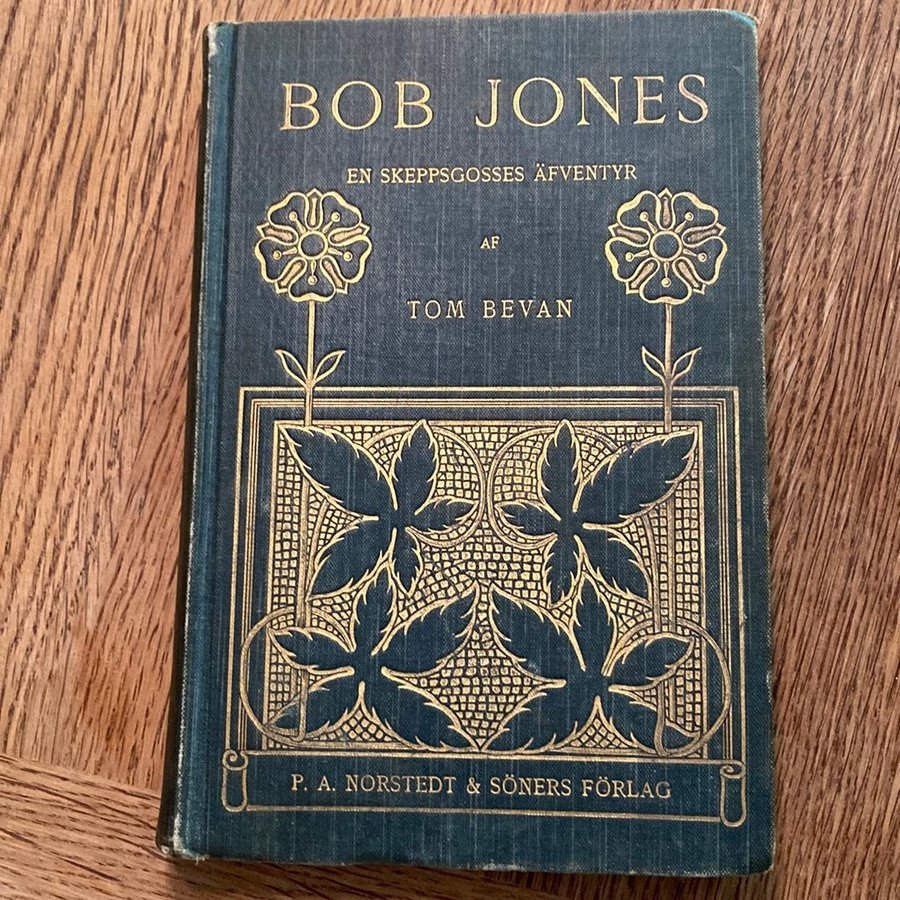 BOB JONES
EN SKEPPSGOSSES ÄFVENTYR
AF
TOM BEVAN
P. A. NORSTEDT & SÖNERS FÖRLAG